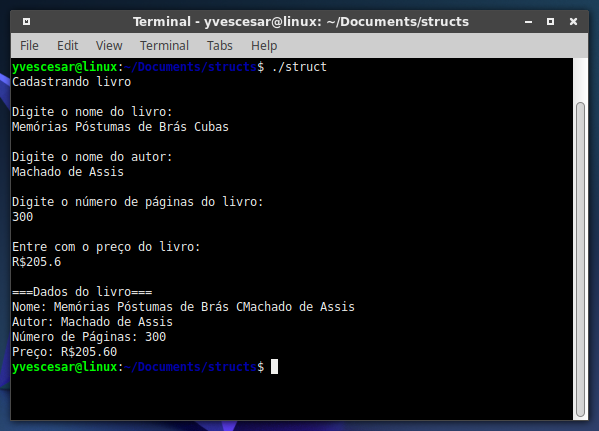 Terminal - yvescesar@linux: ~/Documents/structs
File Edit View Terminal Tabs Help
yvescesar@linux:~/Documents/structs$ ./struct
Cadastrando livro
Digite o nome do livro:
Memórias Póstumas de Brás Cubas
Digite o nome do autor:
Machado de Assis
Digite o número de páginas do livro:
300
Entre com o preço do livro:
R$205.6
===Dados do livro===
Nome: Memórias Póstumas de Brás CMachado de Assis
Autor: Machado de Assis
Número de Páginas: 300
Preço: R$205.60
yvescesar@linux:~/Documents/structs$